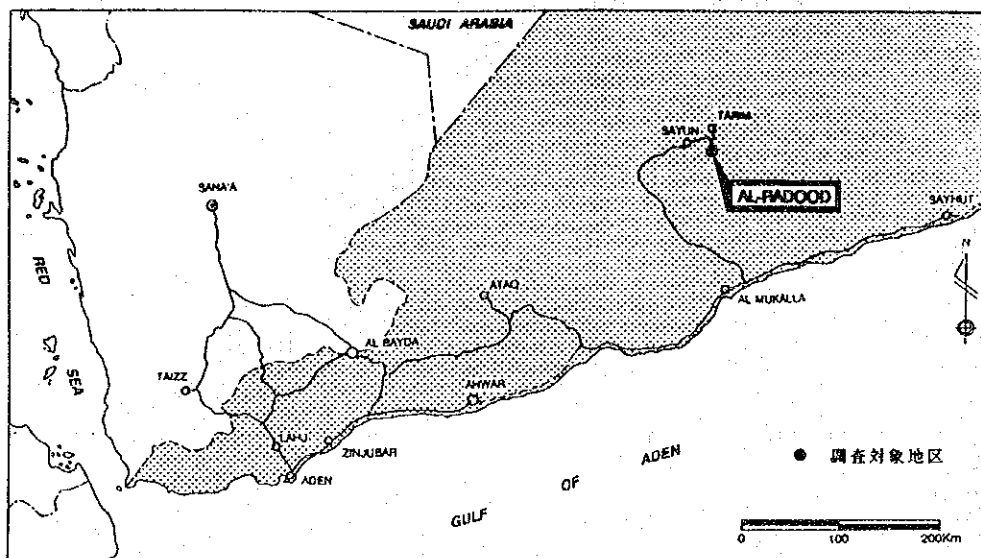 SAUDI ARABIA
TARIM
SAYUN
AL-RADOOD
SANA'A
SAYHUT
N
RED
SEA
ATAQ
AL MUKALLA
AL BAYDA
TAIZZ
AHWAR
LAHJ
ZINJUBAR
ADEN
GULF OF ADEN
● 調査対象地区
0 100 200Km